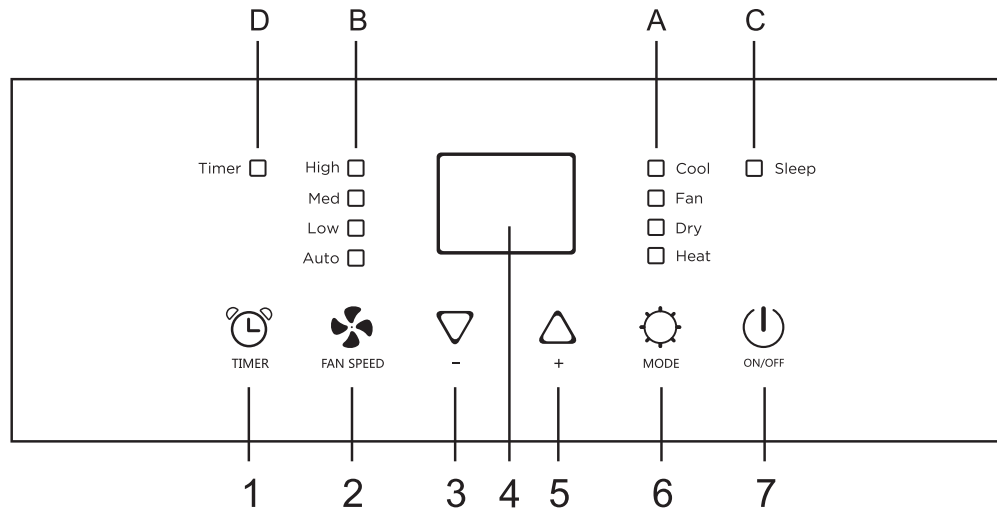 D B A C
Timer High Cool Sleep
Med Fan
Low Dry
Auto Heat
TIMER FAN SPEED - + MODE ON/OFF
1 2 3 4 5 6 7